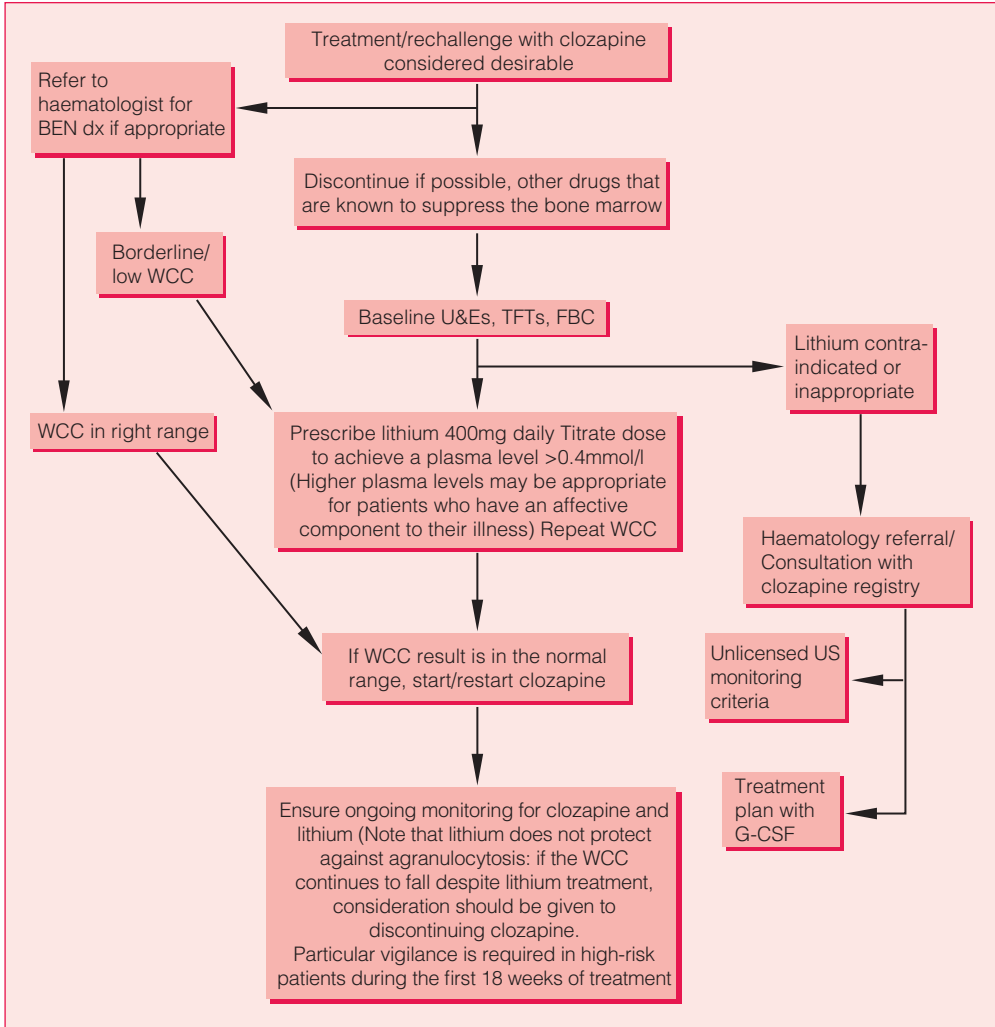 Treatment/rechallenge with clozapine
considered desirable
Refer to
haematologist for
BEN dx if appropriate
Discontinue if possible, other drugs that
are known to suppress the bone marrow
Borderline/
low WCC
Baseline U&Es, TFTs, FBC
Lithium contra-
indicated or
inappropriate
WCC in right range
Prescribe lithium 400mg daily Titrate dose
to achieve a plasma level >0.4mmol/l
(Higher plasma levels may be appropriate
for patients who have an affective
component to their illness) Repeat WCC
Haematology referral/
Consultation with
clozapine registry
If WCC result is in the normal
range, start/restart clozapine
Unlicensed US
monitoring
criteria
Treatment
plan with
G-CSF
Ensure ongoing monitoring for clozapine and
lithium (Note that lithium does not protect
against agranulocytosis: if the WCC
continues to fall despite lithium treatment,
consideration should be given to
discontinuing clozapine.
Particular vigilance is required in high-risk
patients during the first 18 weeks of treatment